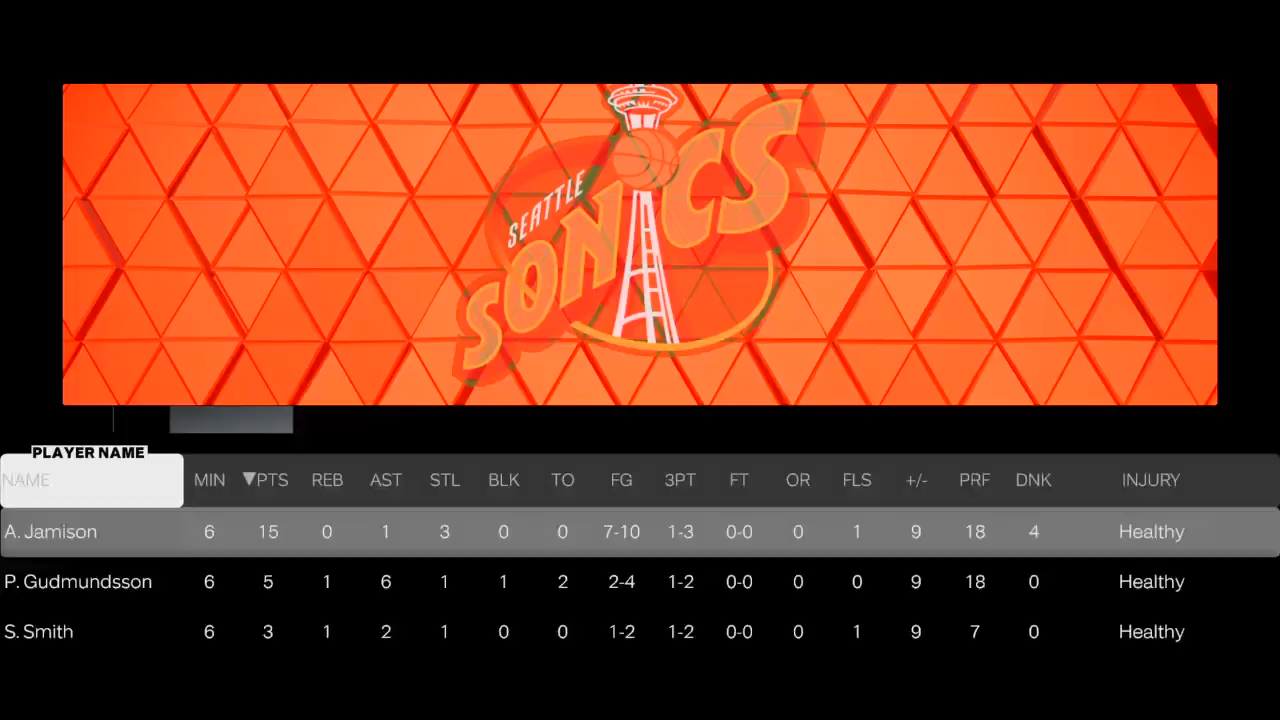 SEATTLE
SONICS
PLAYER NAME
NAME MIN ▼PTS REB AST STL BLK TO FG 3PT FT OR FLS +/- PRF DNK INJURY
A. Jamison 6 15 0 1 3 0 0 7-10 1-3 0-0 0 1 9 18 4 Healthy
P. Gudmundsson 6 5 1 6 1 1 2 2-4 1-2 0-0 0 0 9 18 0 Healthy
S. Smith 6 3 1 2 1 0 0 1-2 1-2 0-0 0 1 9 7 0 Healthy